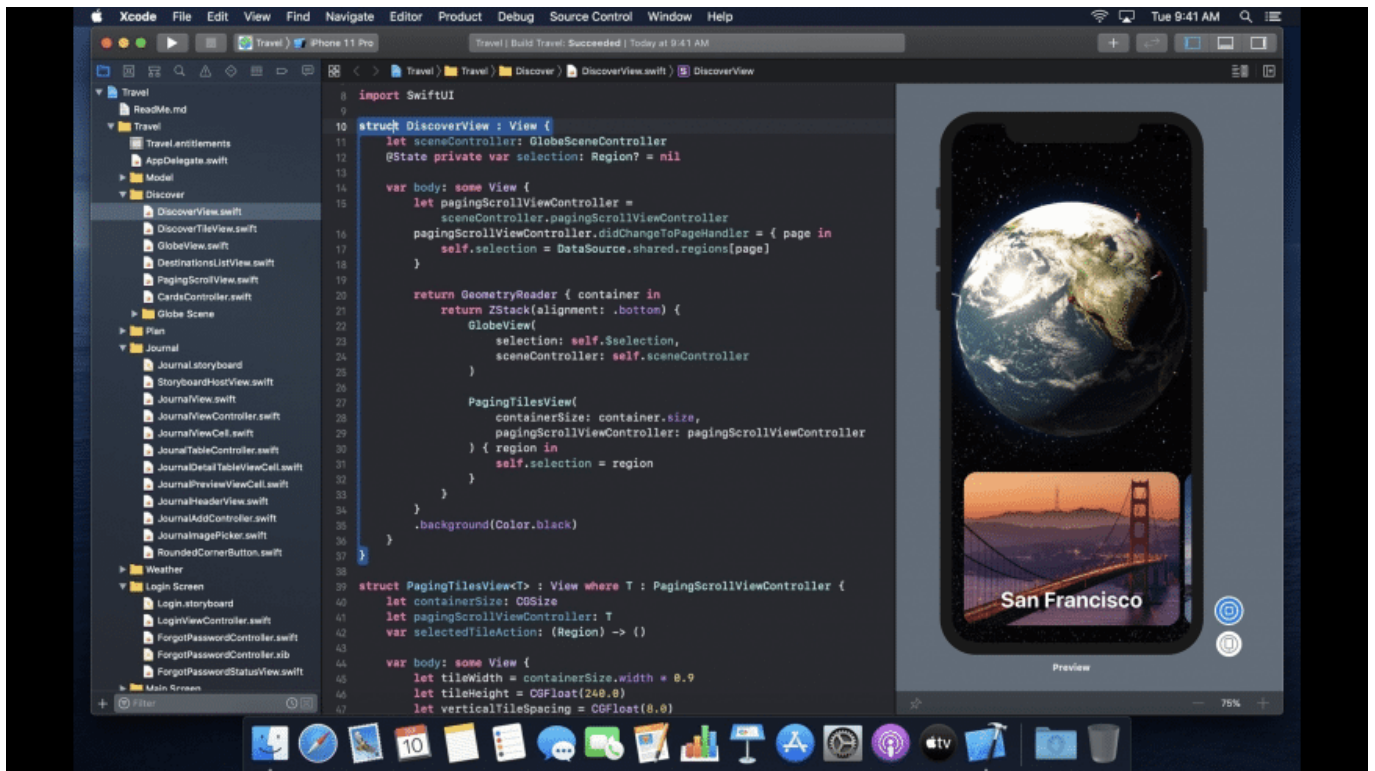 Xcode File Edit View Find Navigate Editor Product Debug Source Control Window Help Tue 9:41 AM
Travel iPhone 11 Pro Travel | Build Travel: Succeeded | Today at 9:41 AM
Travel Travel Discover DiscoverView.swift DiscoverView
Travel
ReadMe.md
Travel
Travel.entitlements
AppDelegate.swift
Model
Discover
DiscoverView.swift
DiscoverTileView.swift
GlobeView.swift
DestinationsListView.swift
PagingScrollView.swift
CardsController.swift
Globe Scene
Plan
Journal
Journal.storyboard
StoryboardHostView.swift
JournalView.swift
JournalViewController.swift
JournalViewCell.swift
JounalTableController.swift
JournalDetailTableViewCell.swift
JournalPreviewViewCell.swift
JournalHeaderView.swift
JournalAddController.swift
JournalImagePicker.swift
RoundedCornerButton.swift
Weather
Login Screen
Login.storyboard
LoginViewController.swift
ForgotPasswordController.swift
ForgotPasswordController.xib
ForgotPasswordStatusView.swift
Main Screen
Filter
8 import SwiftUI
9
10 struct DiscoverView : View {
11 let sceneController: GlobeSceneController
12 @State private var selection: Region? = nil
13
14 var body: some View {
15 let pagingScrollViewController =
sceneController.pagingScrollViewController
16 pagingScrollViewController.didChangeToPageHandler = { page in
17 self.selection = DataSource.shared.regions[page]
18 }
19
20 return GeometryReader { container in
21 return ZStack(alignment: .bottom) {
22 GlobeView(
23 selection: self.$selection,
24 sceneController: self.sceneController
25 )
26
27 PagingTilesView(
28 containerSize: container.size,
29 pagingScrollViewController: pagingScrollViewController
30 ) { region in
31 self.selection = region
32 }
33 }
34 }
35 .background(Color.black)
36 }
37 }
38
39 struct PagingTilesView<T> : View where T : PagingScrollViewController {
40 let containerSize: CGSize
41 let pagingScrollViewController: T
42 var selectedTileAction: (Region) -> ()
43
44 var body: some View {
45 let tileWidth = containerSize.width * 0.9
46 let tileHeight = CGFloat(240.0)
47 let verticalTileSpacing = CGFloat(8.0)
San Francisco
Preview
75%
10
tv